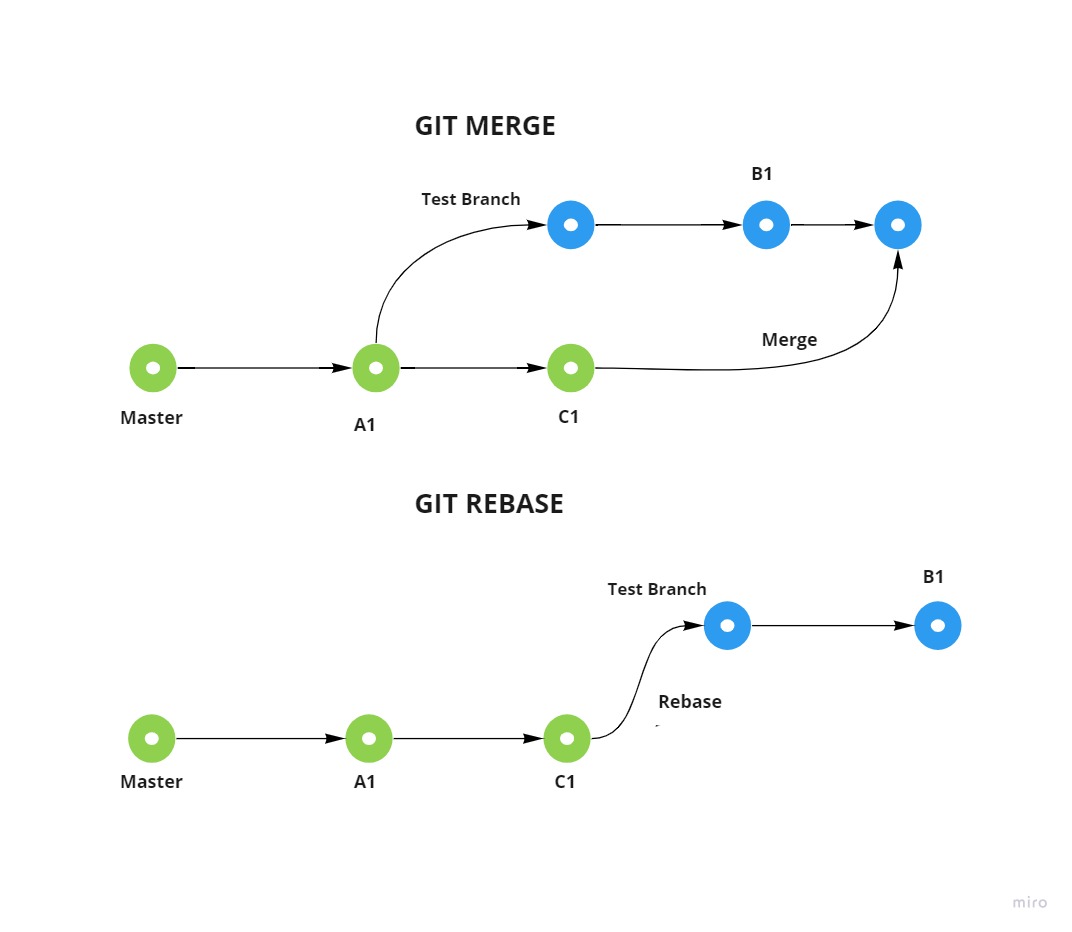 GIT MERGE
B1
Test Branch
Merge
Master
A1
C1
GIT REBASE
B1
Test Branch
Rebase
Master
A1
C1
miro